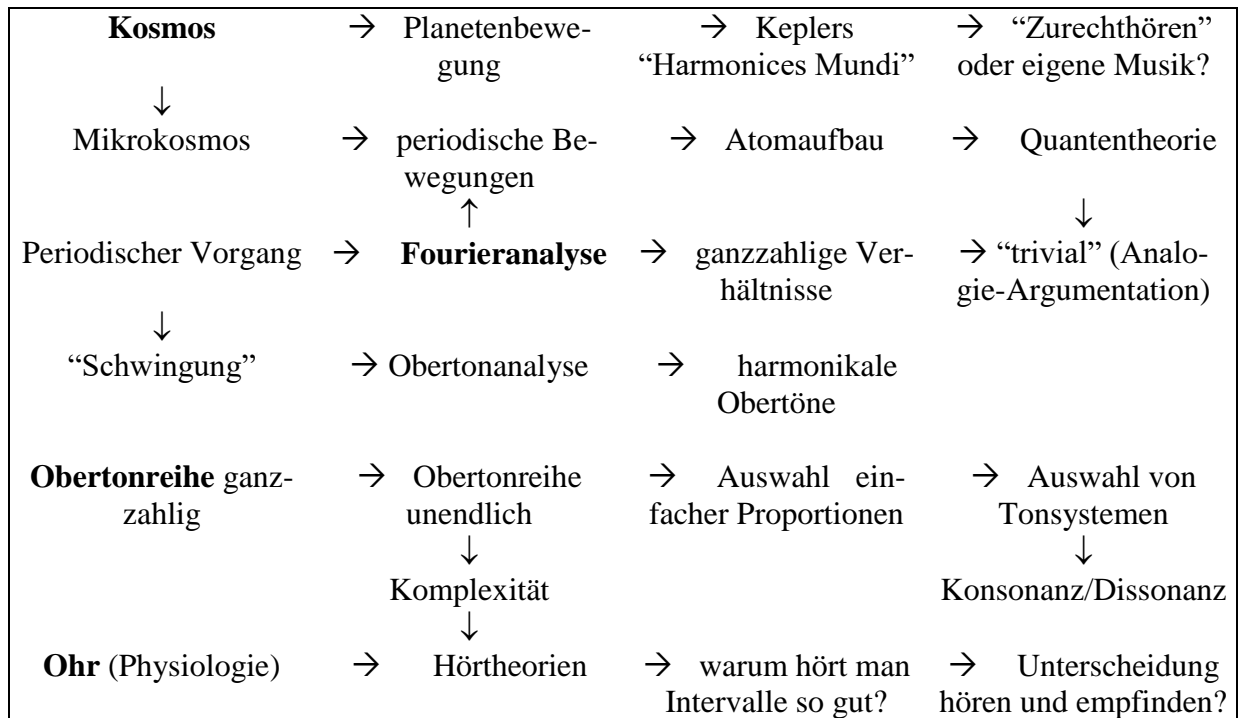 Kosmos → Planetenbewe- → Keplers → “Zurechthören”
gung “Harmonices Mundi” oder eigene Musik?
↓
Mikrokosmos → periodische Be- → Atomaufbau → Quantentheorie
wegungen
↑ ↓
Periodischer Vorgang → Fourieranalyse → ganzzahlige Ver- → “trivial” (Analo-
hältnisse gie-Argumentation)
↓
“Schwingung” → Obertonanalyse → harmonikale
Obertöne
Obertonreihe ganz- → Obertonreihe → Auswahl ein- → Auswahl von
zahlig unendlich facher Proportionen Tonsystemen
↓ ↓
Komplexität Konsonanz/Dissonanz
↓
Ohr (Physiologie) → Hörtheorien → warum hört man → Unterscheidung
Intervalle so gut? hören und empfinden?